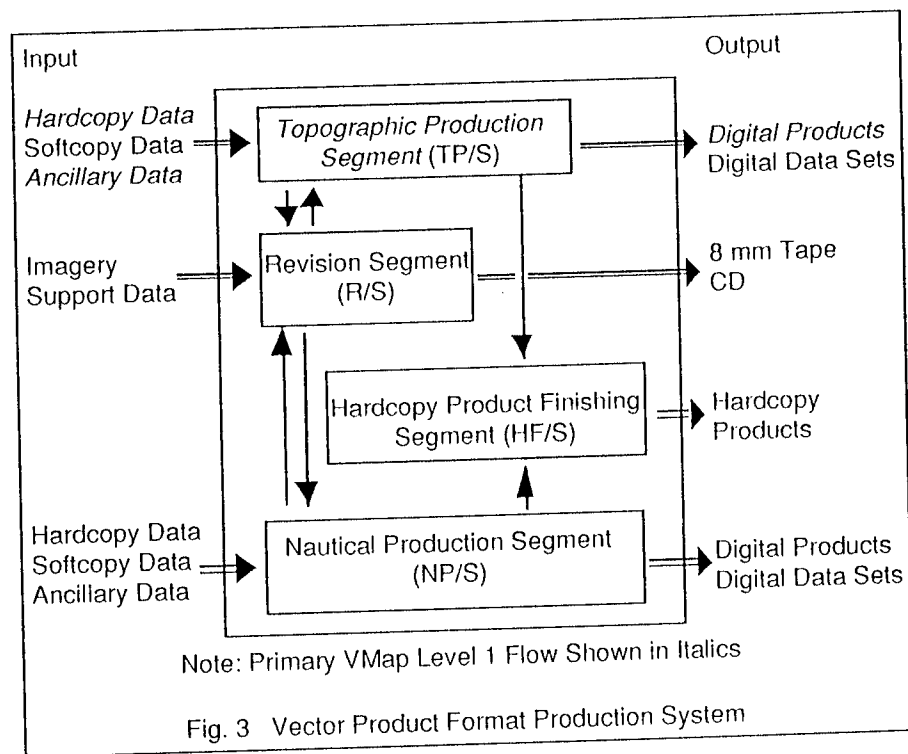 Input
Output
Hardcopy Data
Softcopy Data
Ancillary Data
Topographic Production
Segment (TP/S)
Digital Products
Digital Data Sets
Imagery
Support Data
Revision Segment
(R/S)
8 mm Tape
CD
Hardcopy Product Finishing
Segment (HF/S)
Hardcopy
Products
Hardcopy Data
Softcopy Data
Ancillary Data
Nautical Production Segment
(NP/S)
Digital Products
Digital Data Sets
Note: Primary VMap Level 1 Flow Shown in Italics
Fig. 3 Vector Product Format Production System